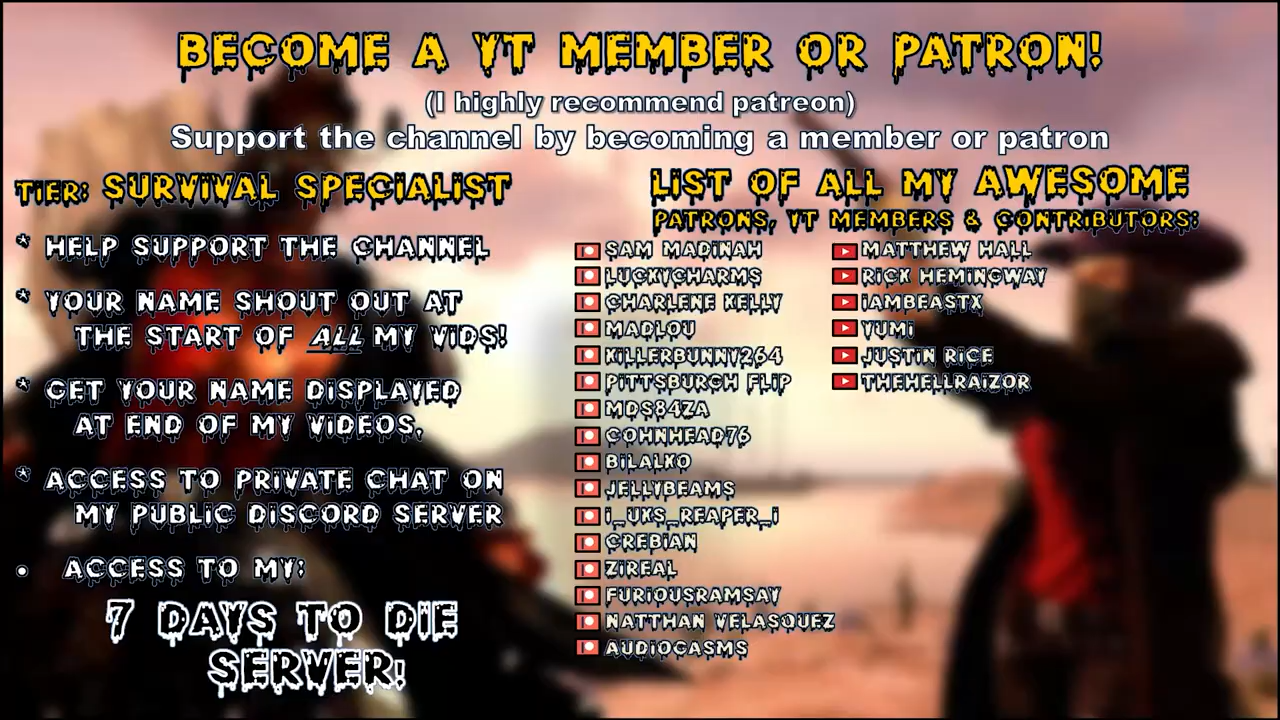 BECOME A YT MEMBER OR PATRON!
(I highly recommend patreon)
Support the channel by becoming a member or patron
TIER: SURVIVAL SPECIALIST
* HELP SUPPORT THE CHANNEL
* YOUR NAME SHOUT OUT AT
THE START OF ALL MY VIDS!
* GET YOUR NAME DISPLAYED
AT END OF MY VIDEOS.
* ACCESS TO PRIVATE CHAT ON
MY PUBLIC DISCORD SERVER
• ACCESS TO MY:
7 DAYS TO DIE
SERVER!
LIST OF ALL MY AWESOME
PATRONS, YT MEMBERS & CONTRIBUTORS:
SAM MADINAH
LUCKYCHARMS
CHARLENE KELLY
MADLOU
KILLERBUNNY264
PITTSBURGH FLIP
MDS84ZA
COHNHEAD76
BILALKO
JELLYBEAMS
I_UKS_REAPER_I
CREBIAN
ZIREAL
FURIOUSRAMSAY
NATTHAN VELASQUEZ
AUDIOGASMS
MATTHEW HALL
RICK HEMINGWAY
IAMBEASTX
YUMI
JUSTIN RICE
THEHELLRAIZOR